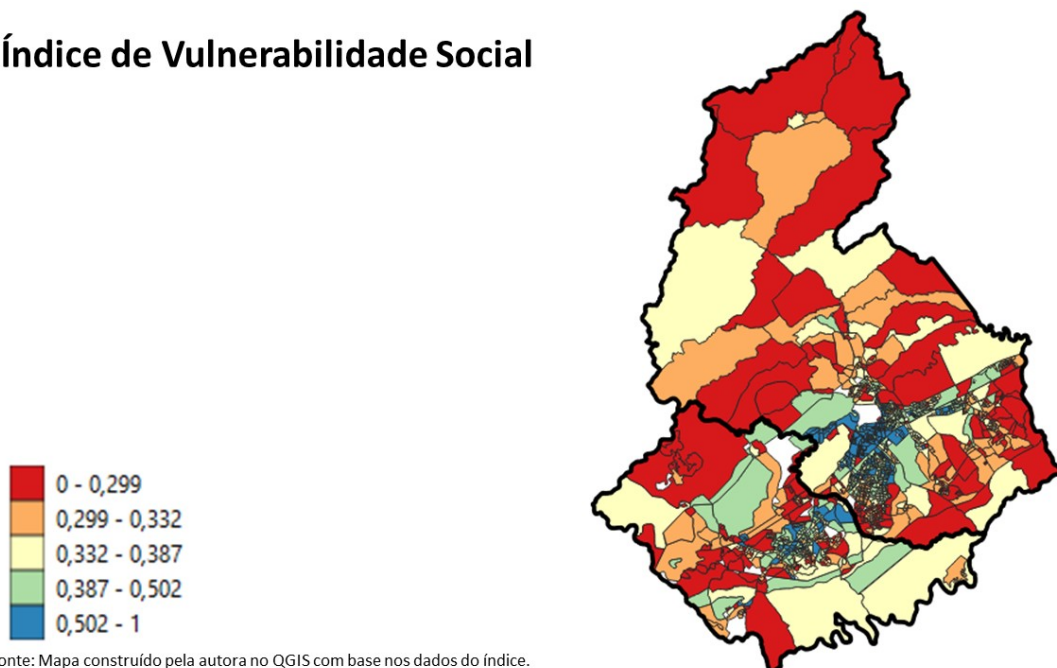 Índice de Vulnerabilidade Social
0 - 0,299
0,299 - 0,332
0,332 - 0,387
0,387 - 0,502
0,502 - 1
onte: Mapa construído pela autora no QGIS com base nos dados do índice.